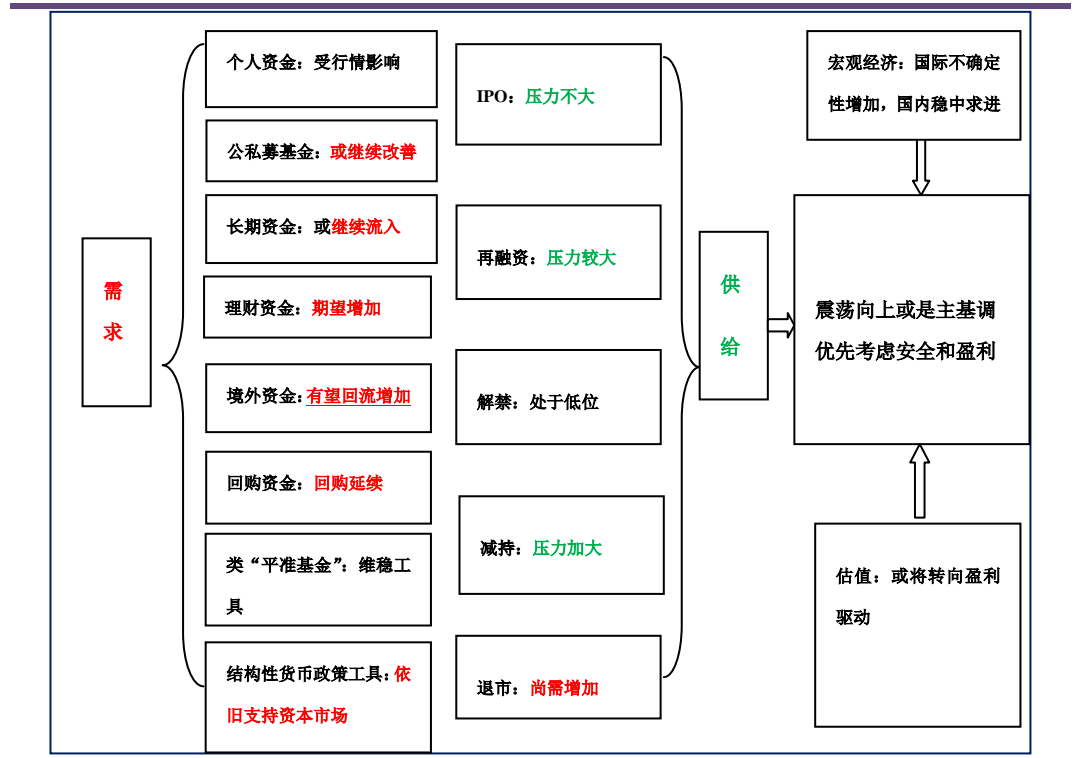 需
求
个人资金：受行情影响
公私募基金：或继续改善
长期资金：或继续流入
理财资金：期望增加
境外资金：有望回流增加
回购资金：回购延续
类“平准基金”：维稳工
具
结构性货币政策工具：依
旧支持资本市场
IPO：压力不大
再融资：压力较大
解禁：处于低位
减持：压力加大
退市：尚需增加
供
给
宏观经济：国际不确定
性增加，国内稳中求进
震荡向上或是主基调
优先考虑安全和盈利
估值：或将转向盈利
驱动